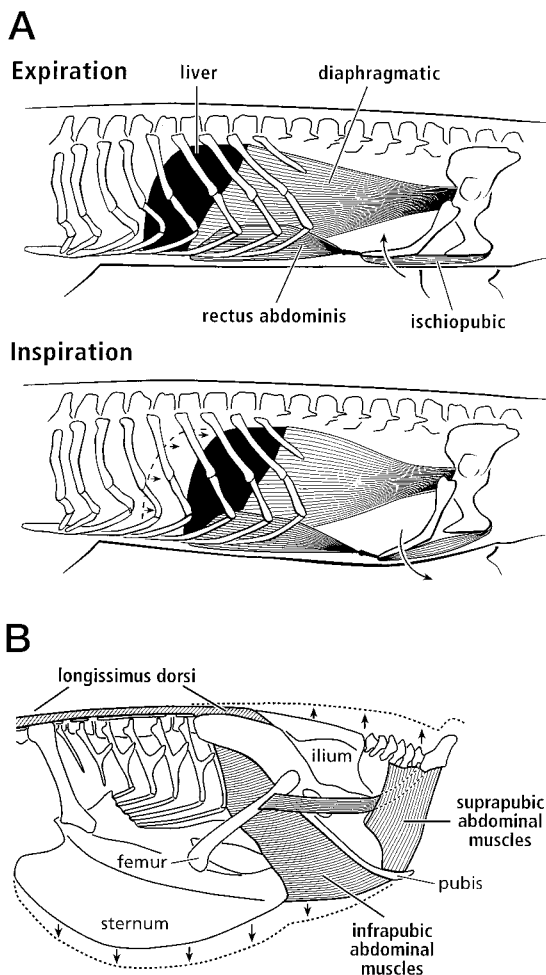 A
Expiration
liver
diaphragmatic
rectus abdominis
ischiopubic
Inspiration
B
longissimus dorsi
ilium
suprapubic
abdominal
muscles
femur
pubis
sternum
infrapubic
abdominal
muscles